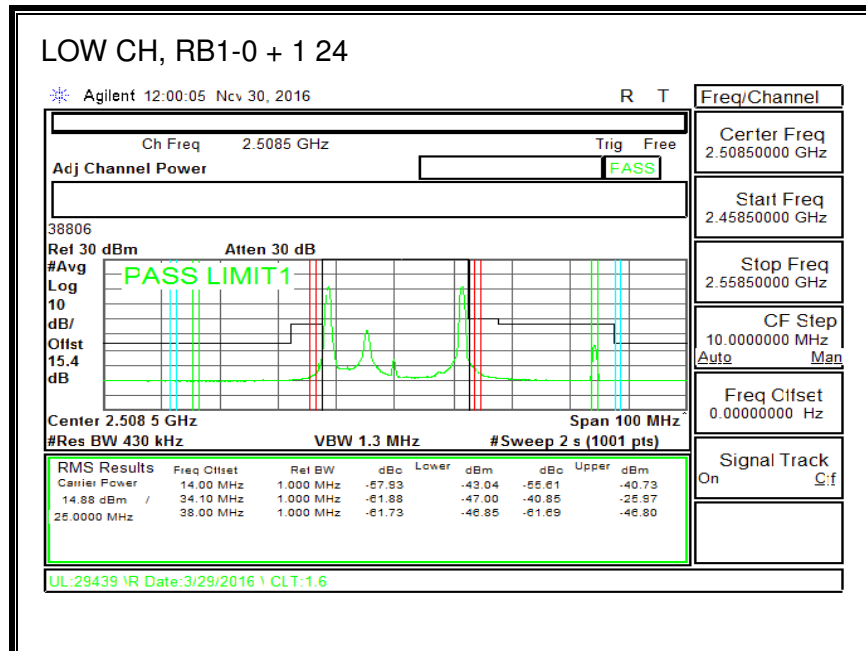 LOW CH, RB1-0 + 1 24
Agilent 12:00:05 Nov 30, 2016 R T
Freq/Channel
Ch Freq 2.5085 GHz Trig Free
Adj Channel Power PASS
Center Freq
2.50850000 GHz
Start Freq
2.45850000 GHz
38806
Ref 30 dBm Atten 30 dB
#Avg
Log
10
dB/
Offst
15.4
dB
PASS LIMIT1
Stop Freq
2.55850000 GHz
CF Step
10.0000000 MHz
Auto Man
Freq Offset
0.00000000 Hz
Center 2.508 5 GHz Span 100 MHz
#Res BW 430 kHz VBW 1.3 MHz #Sweep 2 s (1001 pts)
Signal Track
On Off
RMS Results Freq Offset Ref BW dBc Lower dBm dBc Upper dBm
Carrier Power 14.00 MHz 1.000 MHz -57.93 -43.04 -55.61 -40.73
14.88 dBm / 34.10 MHz 1.000 MHz -61.88 -47.00 -40.85 -25.97
25.0000 MHz 38.00 MHz 1.000 MHz -61.73 -46.85 -61.69 -46.80
UL:29439 \R Date:3/29/2016 \ CLT:1.6